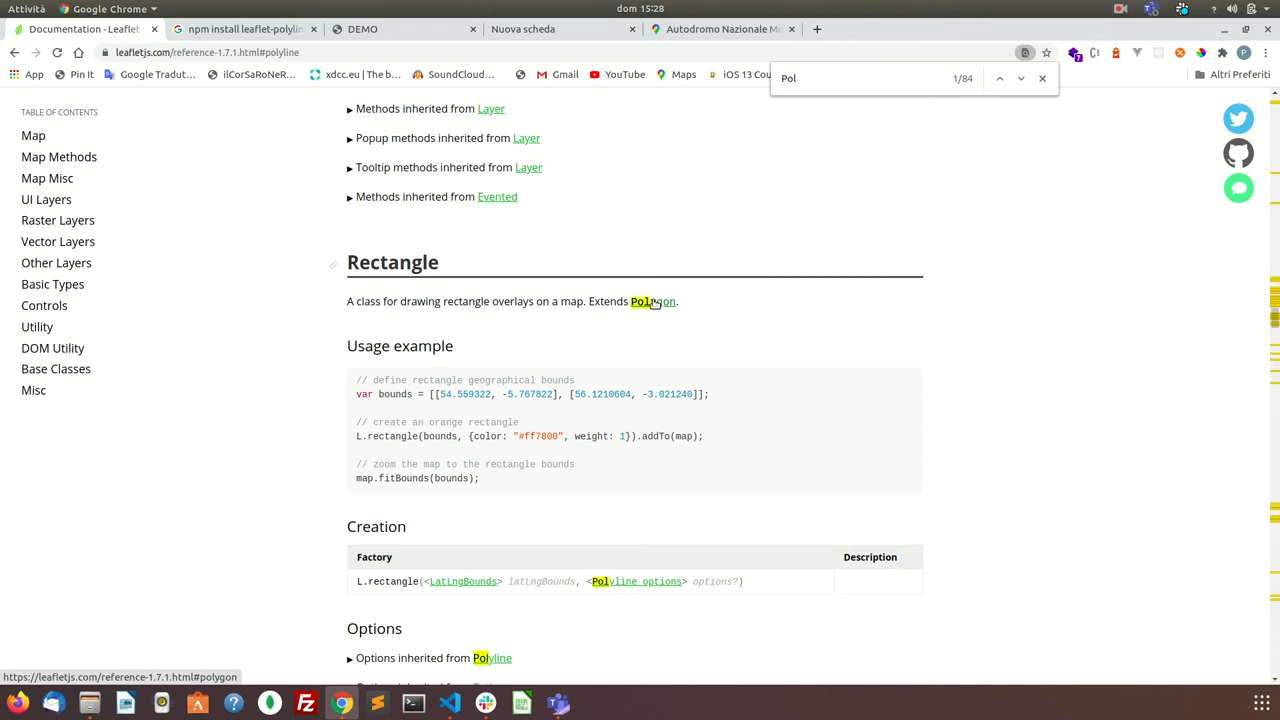 Attività
Google Chrome
dom 15:28
Documentation - Leaflet
npm install leaflet-polylin
DEMO
Nuova scheda
Autodromo Nazionale Mo
leafletjs.com/reference-1.7.1.html#polyline
App
Pin It
Google Tradut...
ilCorSaRoNeR...
xdcc.eu | The b...
SoundCloud...
Gmail
YouTube
Maps
iOS 13 Cou
Altri Preferiti
Pol
1/84
7
P
TABLE OF CONTENTS
Map
Map Methods
Map Misc
UI Layers
Raster Layers
Vector Layers
Other Layers
Basic Types
Controls
Utility
DOM Utility
Base Classes
Misc
Methods inherited from Layer
Popup methods inherited from Layer
Tooltip methods inherited from Layer
Methods inherited from Evented
Rectangle
A class for drawing rectangle overlays on a map. Extends Polygon.
Usage example
// define rectangle geographical bounds
var bounds = [[54.559322, -5.767822], [56.1210604, -3.021240]];
// create an orange rectangle
L.rectangle(bounds, {color: "#ff7800", weight: 1}).addTo(map);
// zoom the map to the rectangle bounds
map.fitBounds(bounds);
Creation
Factory
Description
L.rectangle(<LatLngBounds> latLngBounds, <Polyline options> options?)
Options
Options inherited from Polyline
https://leafletjs.com/reference-1.7.1.html#polygon